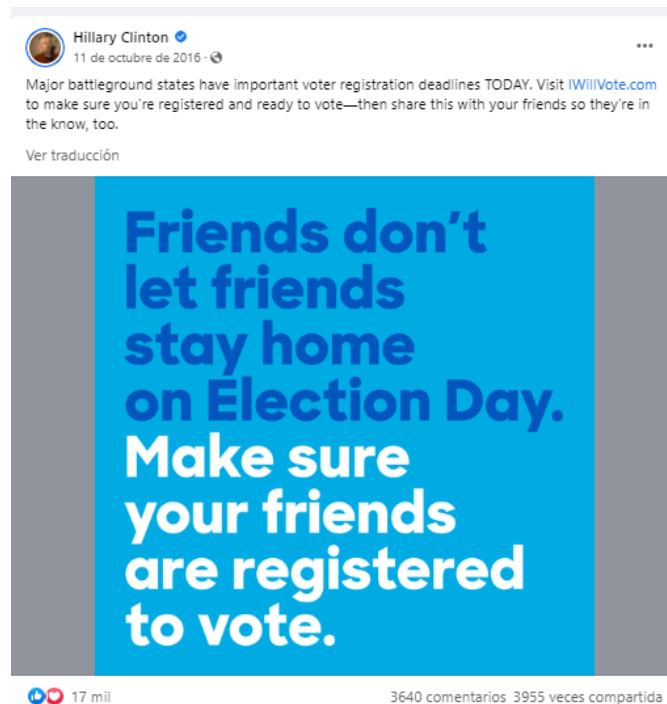 Hillary Clinton
11 de octubre de 2016 ·
Major battleground states have important voter registration deadlines TODAY. Visit IWillVote.com
to make sure you're registered and ready to vote—then share this with your friends so they're in
the know, too.
Ver traducción
Friends don't
let friends
stay home
on Election Day.
Make sure
your friends
are registered
to vote.
17 mil 3640 comentarios 3955 veces compartida